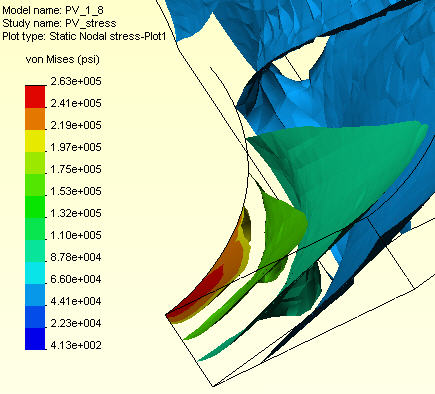 Model name: PV_1_8
Study name: PV_stress
Plot type: Static Nodal stress-Plot1
von Mises (psi)
2.63e+005
2.41e+005
2.19e+005
1.97e+005
1.75e+005
1.53e+005
1.32e+005
1.10e+005
8.78e+004
6.60e+004
4.41e+004
2.23e+004
4.13e+002